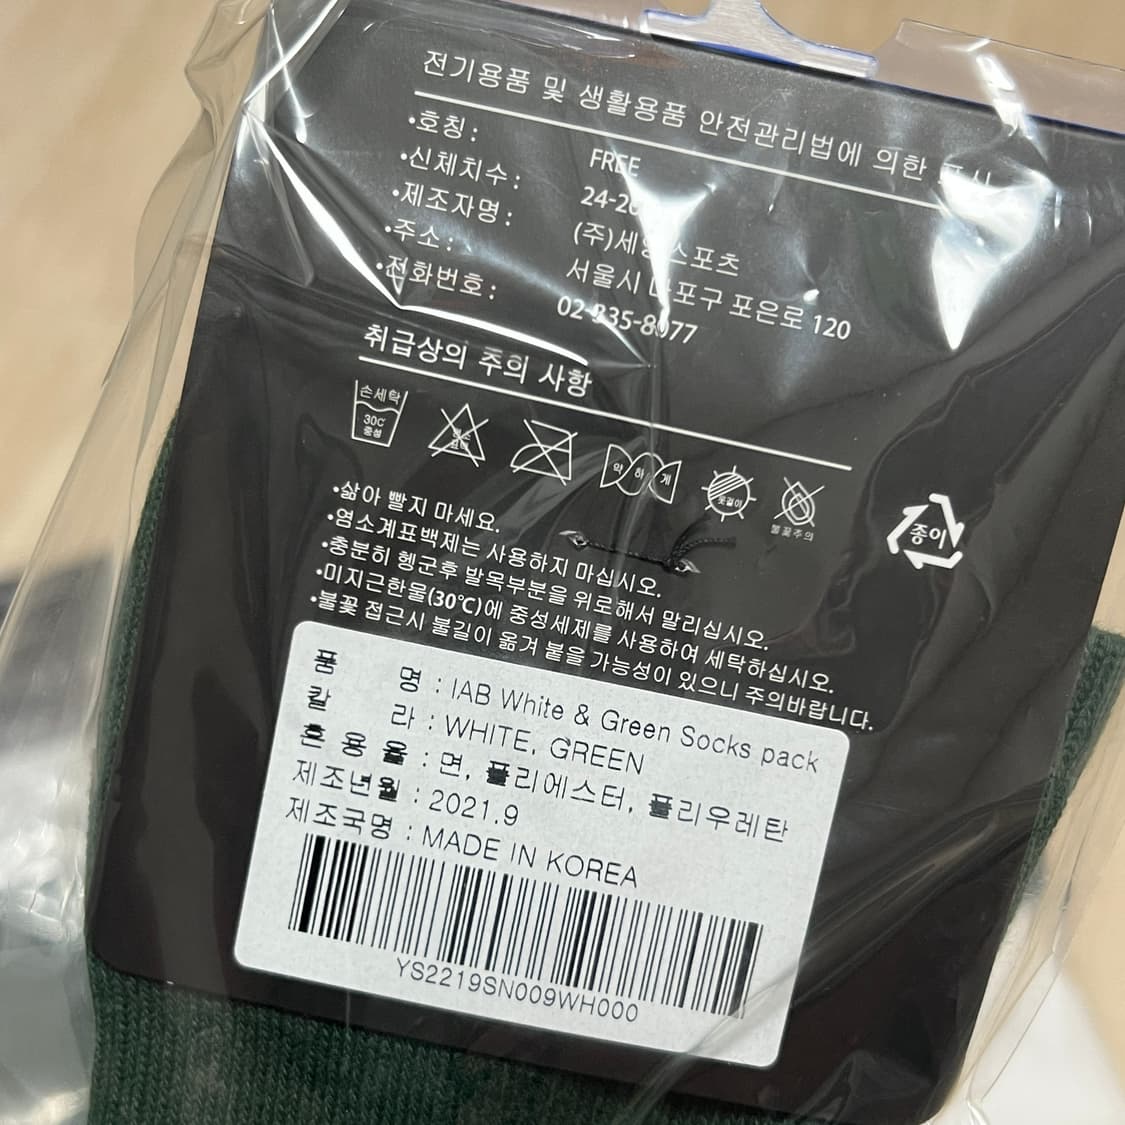 전기용품 및 생활용품 안전관리법에 의한
•호칭: FREE
•신체치수:
•제조자명: 스포츠
•주소: 서울시 마포구 포은로 120
•전화번호:
취급상의 주의 사항
손세탁
30℃
중성
약하게
옷걸이
불꽃주의
종이
•삶아 빨지 마세요.
•염소계표백제는 사용하지 마십시오.
•충분히 헹군후 발목부분을 위로해서 말리십시오.
•미지근한물(30℃)에 중성세제를 사용하여 세탁하십시오.
•불꽃 접근시 불길이 옮겨 붙을 가능성이 있으니 주의바랍니다.
품 명 : IAB White & Green Socks pack
칼 라 : WHITE, GREEN
혼 용 율 : 면, 폴리에스터, 폴리우레탄
제조년월 : 2021.9
제조국명 : MADE IN KOREA
YS2219SN009WH000